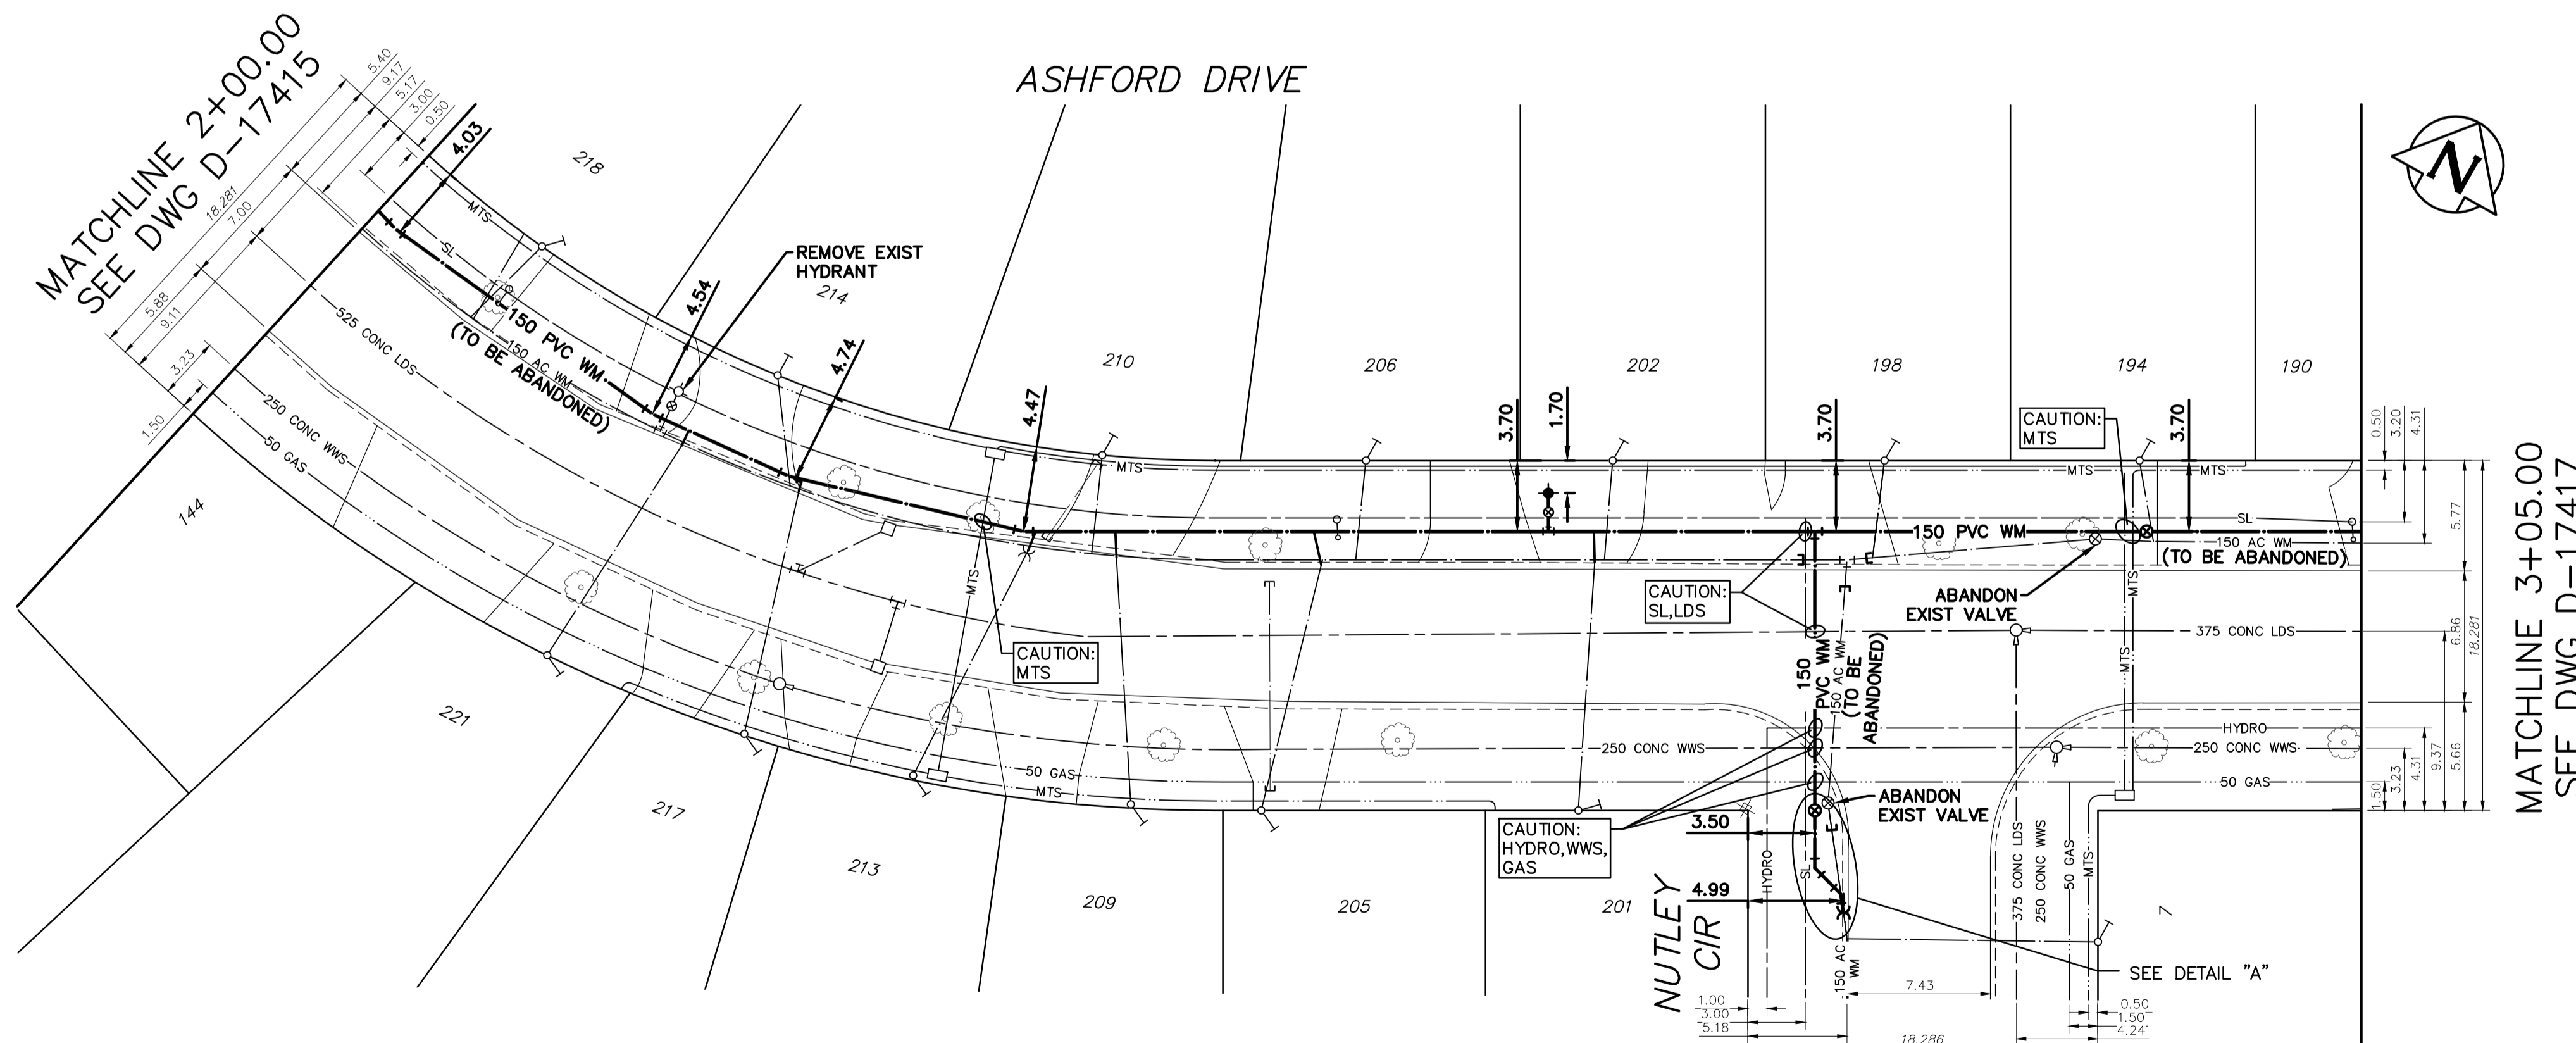 ASHFORD DRIVE
MATCHLINE 2+00.00
SEE DWG D-17415
5.40
9.17
5.17
3.00
0.50
4.03
18.281
7.00
5.88
9.11
3.23
1.50
218
MTS
SL
REMOVE EXIST
HYDRANT
214
4.54
4.74
4.47
210
206
202
198
194
190
3.70
1.70
3.70
3.70
CAUTION:
MTS
N
150 PVC WM
150 AC WM
(TO BE ABANDONED)
525 CONC LDS
250 CONC WWS
50 GAS
MTS
MTS
MTS
SL
150 PVC WM
150 AC WM
(TO BE ABANDONED)
0.50
3.20
4.31
5.77
6.86
18.281
9.37
5.66
4.31
3.23
1.50
MATCHLINE 3+05.00
SEE DWG D-17417
CAUTION:
SL,LDS
ABANDON
EXIST VALVE
MTS
MTS
MTS
375 CONC LDS
CAUTION:
MTS
150
PVC WM
150 AC WM
(TO BE
ABANDONED)
HYDRO
250 CONC WWS
250 CONC WWS
50 GAS
50 GAS
MTS
144
221
217
213
209
205
201
7
ABANDON
EXIST VALVE
CAUTION:
HYDRO,WWS,
GAS
3.50
4.99
HYDRO
SL
150 AC
WM
375 CONC LDS
250 CONC WWS
50 GAS
MTS
NUTLEY
CIR
SEE DETAIL "A"
7.43
1.00
3.00
5.18
0.50
1.50
4.24
18.286